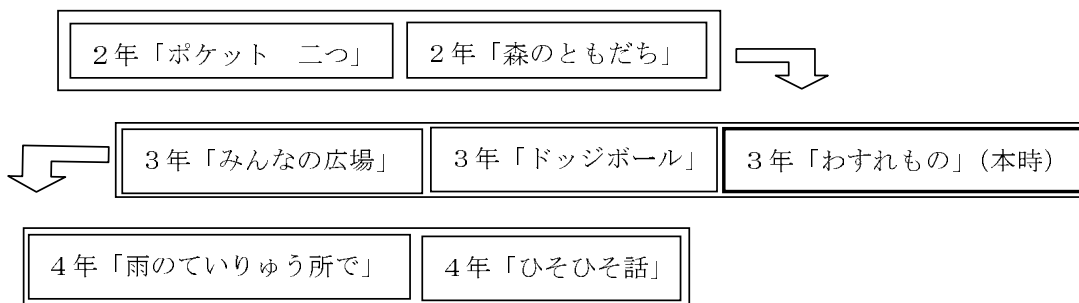 ２年「ポケット　二つ」　２年「森のともだち」
３年「みんなの広場」　３年「ドッジボール」　３年「わすれもの」（本時）
４年「雨のていりゅう所で」　４年「ひそひそ話」